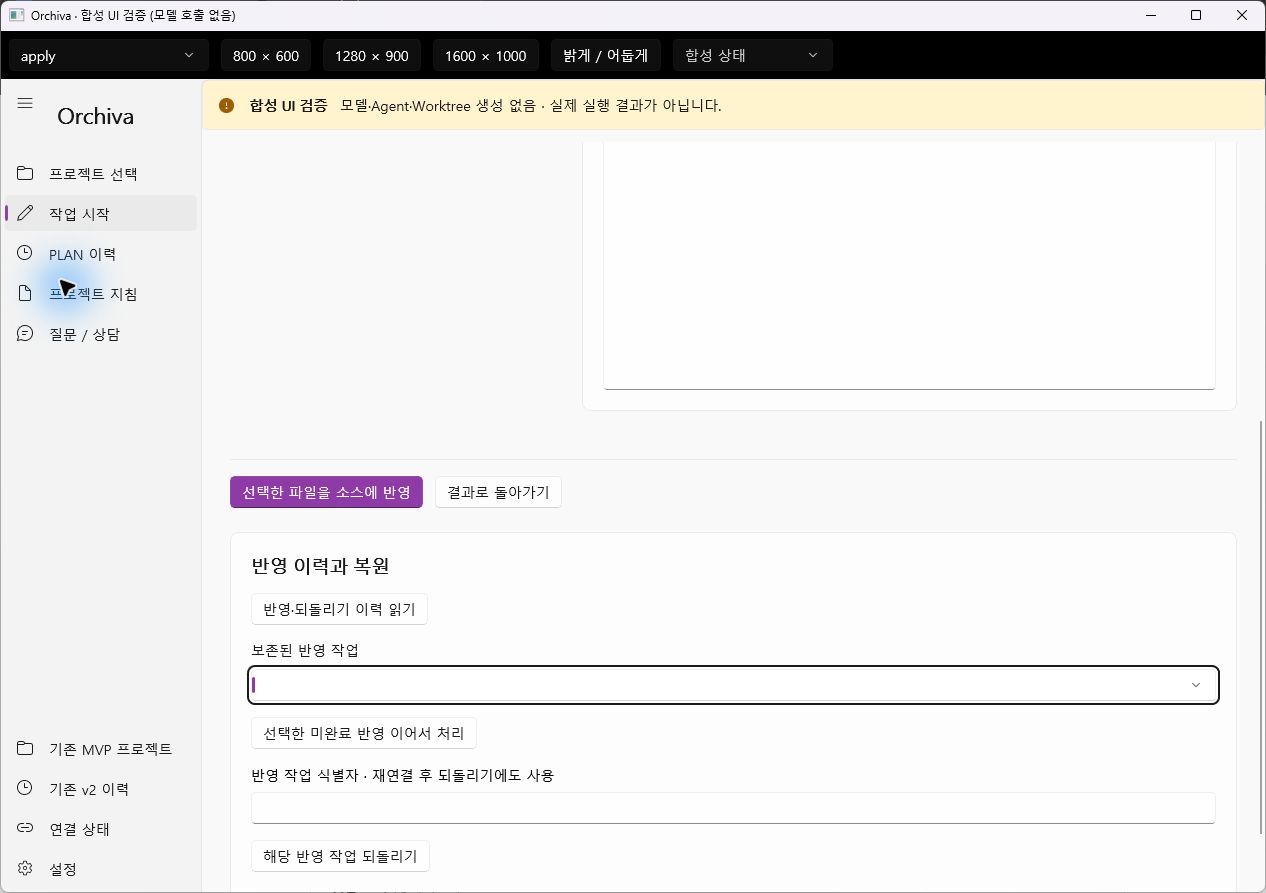 Orchiva · 합성 UI 검증 (모델 호출 없음)
apply
800 × 600
1280 × 900
1600 × 1000
밝게 / 어둡게
합성 상태
Orchiva
합성 UI 검증 모델·Agent·Worktree 생성 없음 · 실제 실행 결과가 아닙니다.
프로젝트 선택
작업 시작
PLAN 이력
프로젝트 지침
질문 / 상담
기존 MVP 프로젝트
기존 v2 이력
연결 상태
설정
선택한 파일을 소스에 반영
결과로 돌아가기
반영 이력과 복원
반영·되돌리기 이력 읽기
보존된 반영 작업
선택한 미완료 반영 이어서 처리
반영 작업 식별자 · 재연결 후 되돌리기에도 사용
해당 반영 작업 되돌리기